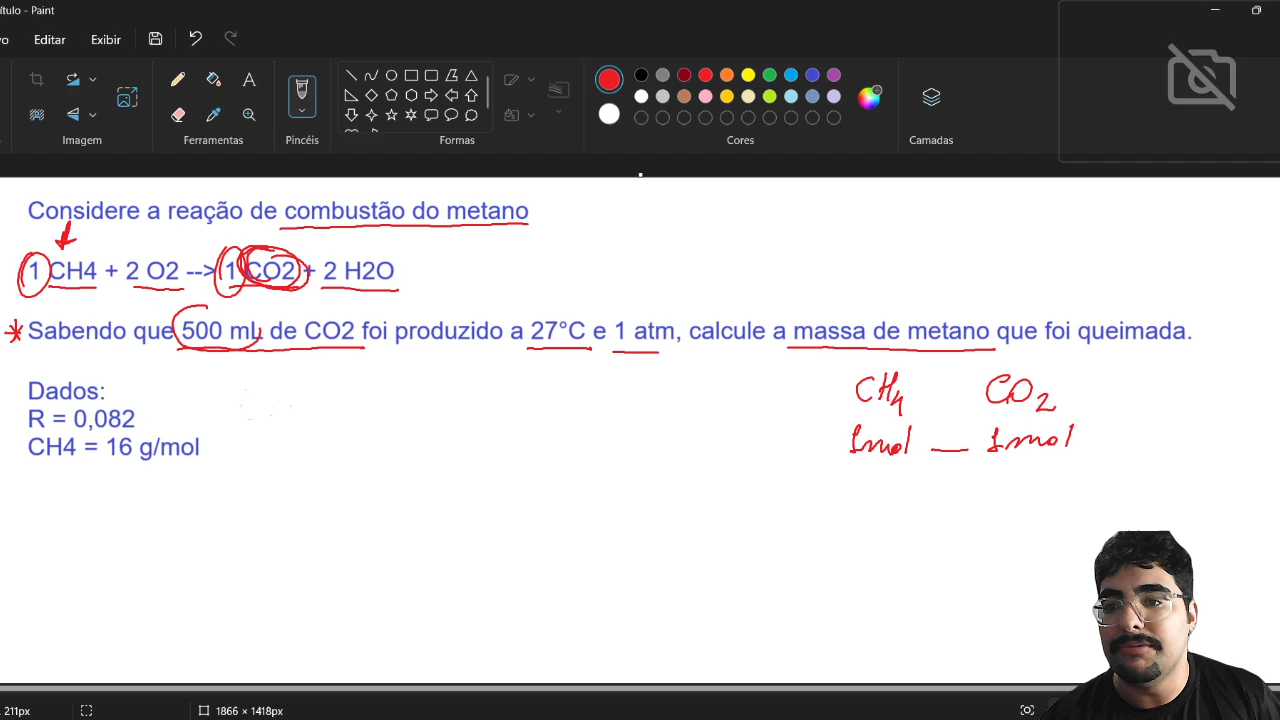 ítulo - Paint
vo Editar Exibir
Imagem Ferramentas Pincéis Formas Cores Camadas
Considere a reação de combustão do metano
1 CH4 + 2 O2 --> 1 CO2 + 2 H2O
* Sabendo que 500 mL de CO2 foi produzido a 27°C e 1 atm, calcule a massa de metano que foi queimada.
Dados:
R = 0,082
CH4 = 16 g/mol
CH4 CO2
1mol __ 1mol
211px 1866 × 1418px